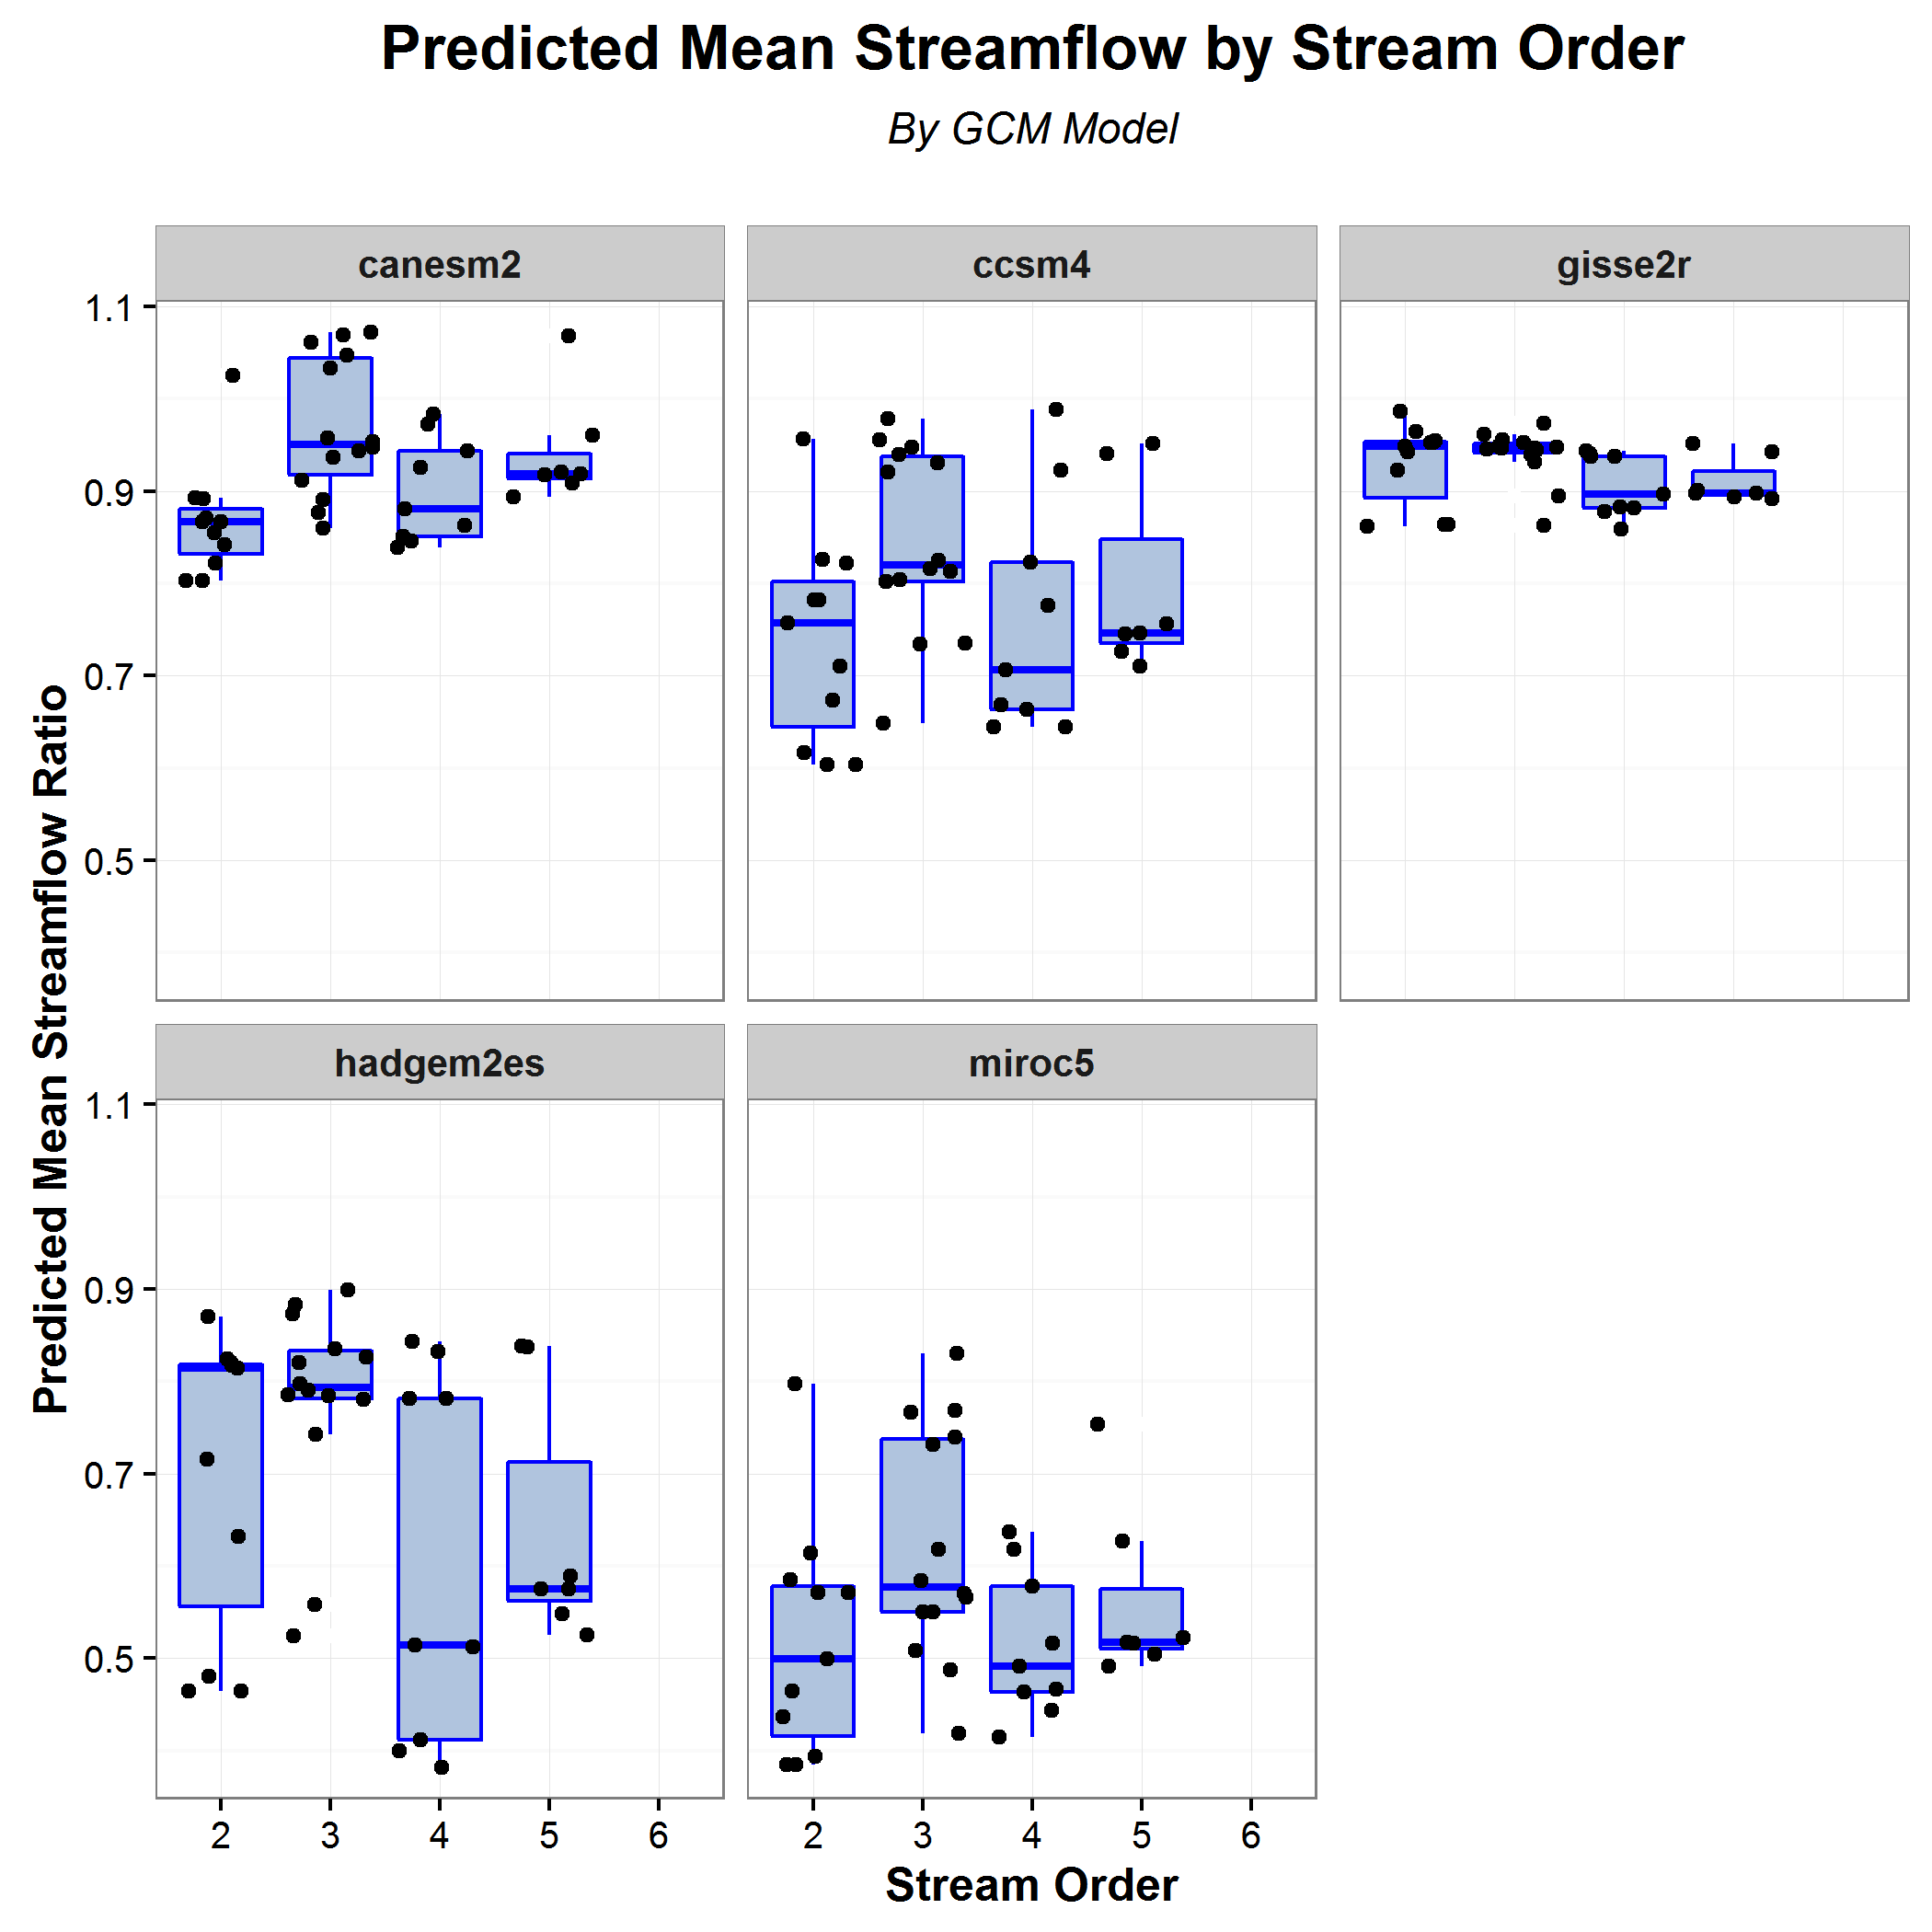 Predicted Mean Streamflow by Stream Order
By GCM Model
canesm2
ccsm4
gisse2r
1.1
0.9
0.7
0.5
hadgem2es
miroc5
1.1
0.9
0.7
0.5
2 3 4 5 6
2 3 4 5 6
Stream Order
Predicted Mean Streamflow Ratio